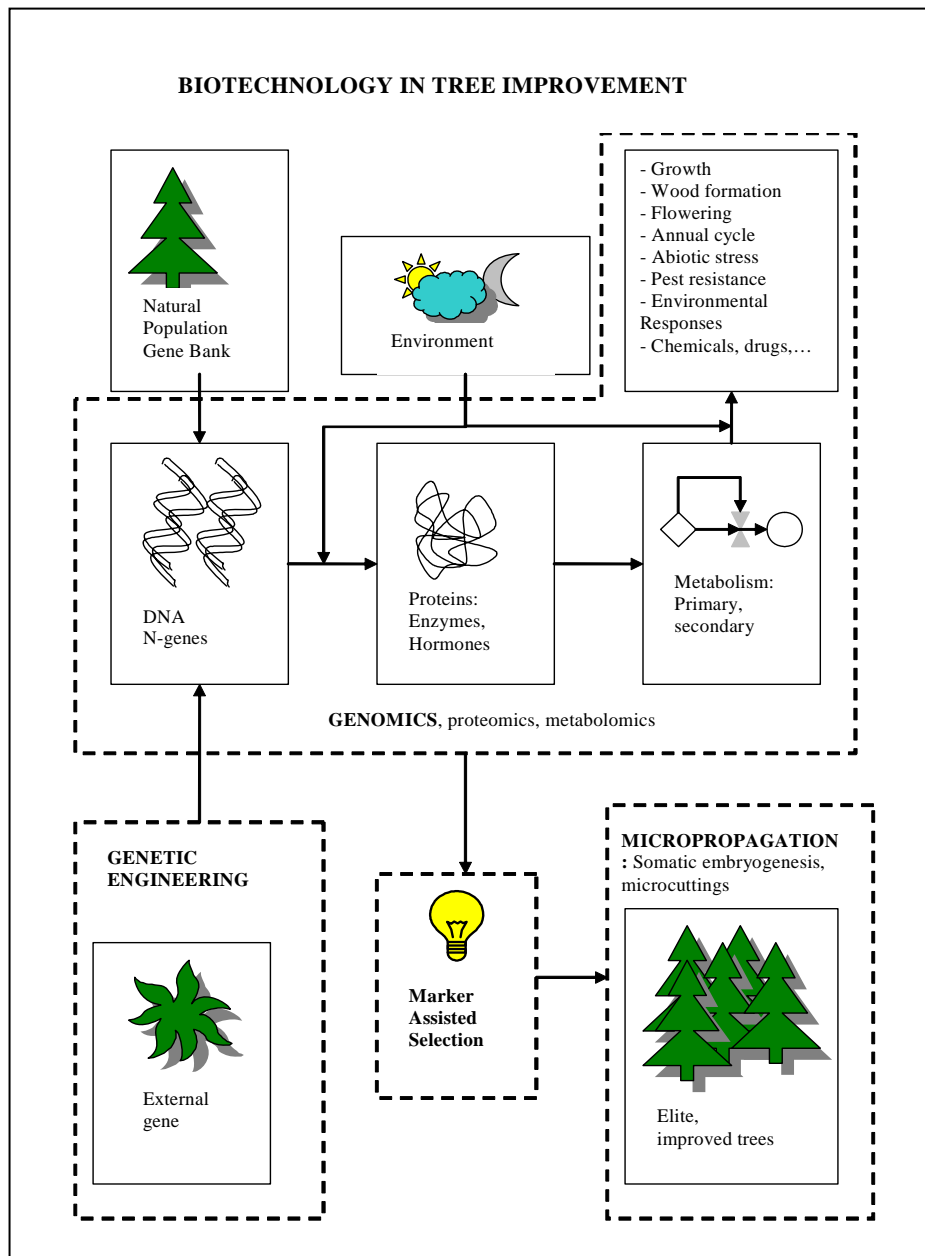 BIOTECHNOLOGY IN TREE IMPROVEMENT
Natural
Population
Gene Bank
Environment
- Growth
- Wood formation
- Flowering
- Annual cycle
- Abiotic stress
- Pest resistance
- Environmental
Responses
- Chemicals, drugs,…
DNA
N-genes
Proteins:
Enzymes,
Hormones
Metabolism:
Primary,
secondary
GENOMICS, proteomics, metabolomics
GENETIC
ENGINEERING
External
gene
Marker
Assisted
Selection
MICROPROPAGATION
: Somatic embryogenesis,
microcuttings
Elite,
improved trees